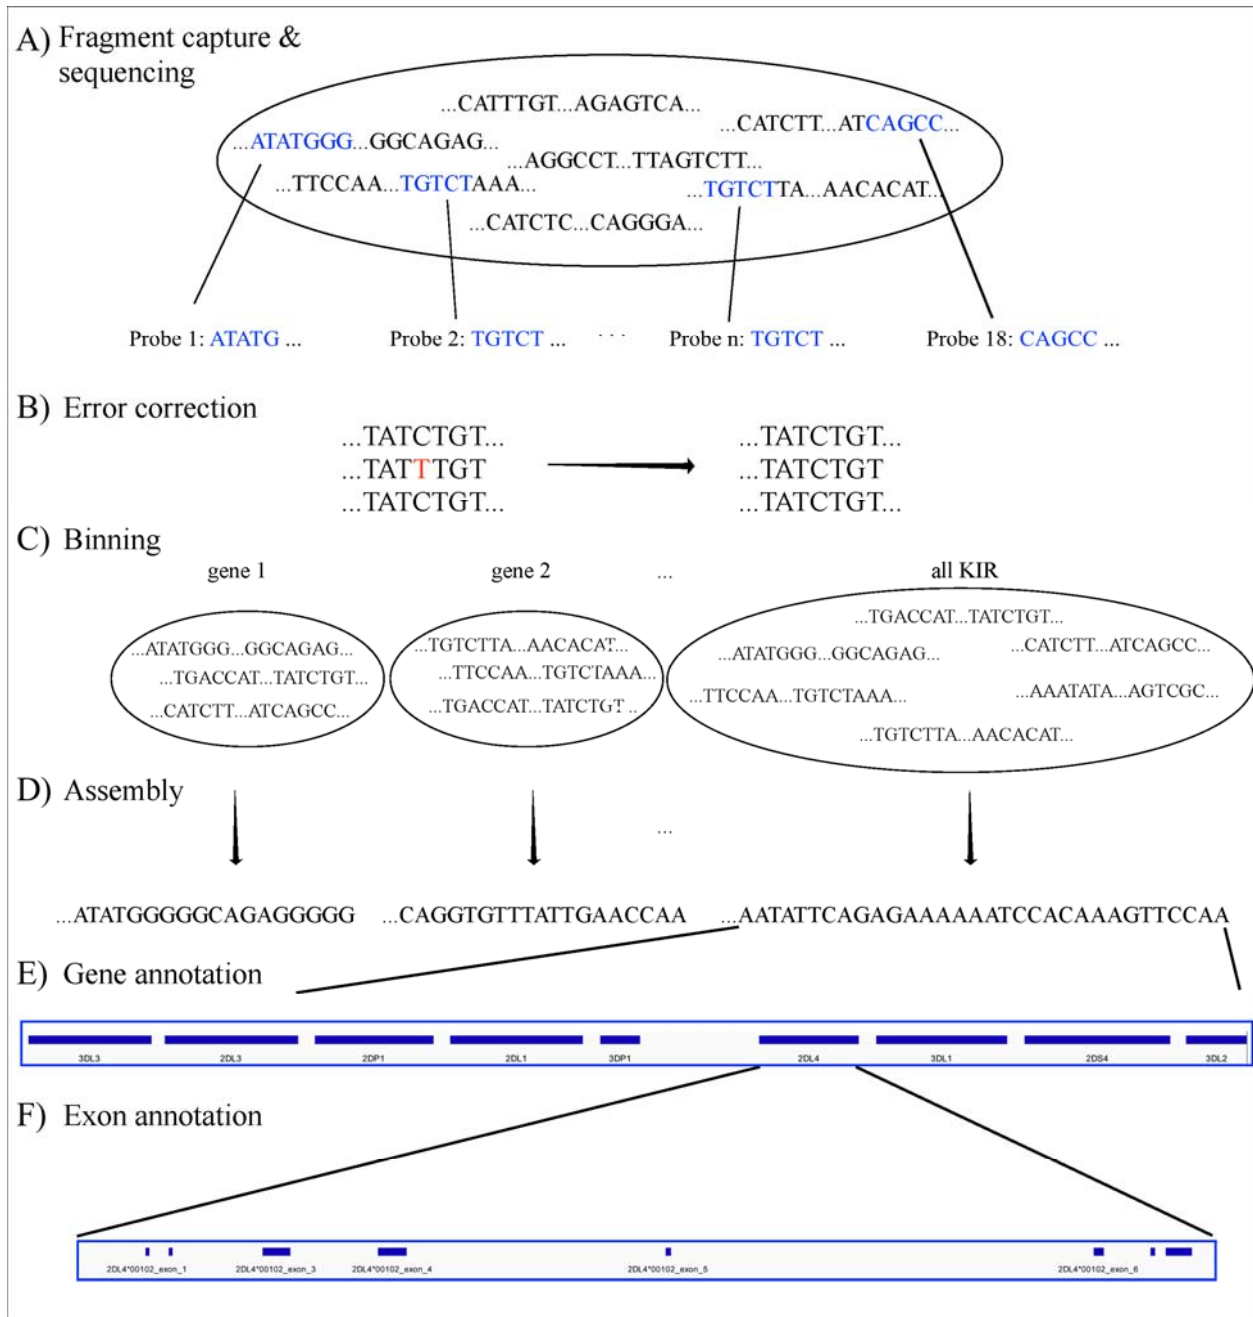 A) Fragment capture &
sequencing
...CATTTGT...AGAGTCA...
...CATCTT...ATCAGCC...
...ATATGGG...GGCAGAG...
...AGGCCT...TTAGTCTT...
...TTCCAA...TGTCTAAA...
...TGTCTTA...AACACAT...
...CATCTC...CAGGGA...
Probe 1: ATATG ...
Probe 2: TGTCT ...
...
Probe n: TGTCT ...
Probe 18: CAGCC ...
B) Error correction
...TATCTGT...
...TATTTGT
...TATCTGT...
...TATCTGT...
...TATCTGT
...TATCTGT...
C) Binning
gene 1
gene 2
...
all KIR
...ATATGGG...GGCAGAG...
...TGACCAT...TATCTGT...
...CATCTT...ATCAGCC...
...TGTCTTA...AACACAT...
...TTCCAA...TGTCTAAA...
...TGACCAT...TATCTGT...
...TGACCAT...TATCTGT...
...CATCTT...ATCAGCC...
...ATATGGG...GGCAGAG...
...AAATATA...AGTCGC...
...TTCCAA...TGTCTAAA...
...TGTCTTA...AACACAT...
D) Assembly
...
...ATATGGGGGCAGAGGGGG
...CAGGTGTTTATTGAACCAA
...AATATTCAGAGAAAAAATCCACAAAGTTCCAA
E) Gene annotation
3DL3
2DL3
2DP1
2DL1
3DP1
2DL4
3DL1
2DS4
3DL2
F) Exon annotation
2DL4*00102_exon_1
2DL4*00102_exon_3
2DL4*00102_exon_4
2DL4*00102_exon_5
2DL4*00102_exon_6